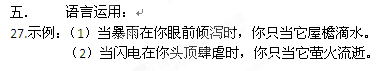 五. 语言运用:
27.示例:（1）当暴雨在你眼前倾泻时，你只当它屋檐滴水。
（2）当闪电在你头顶肆虐时，你只当它萤火流逝。